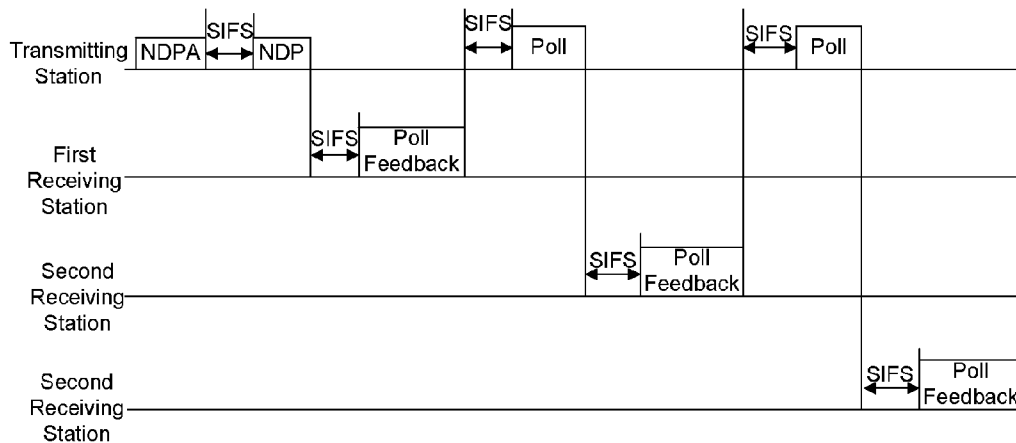 SIFS
SIFS
SIFS
Transmitting
Station
NDPA
NDP
Poll
Poll
SIFS
Poll
Feedback
First
Receiving
Station
SIFS
Poll
Feedback
Second
Receiving
Station
SIFS
Poll
Feedback
Second
Receiving
Station